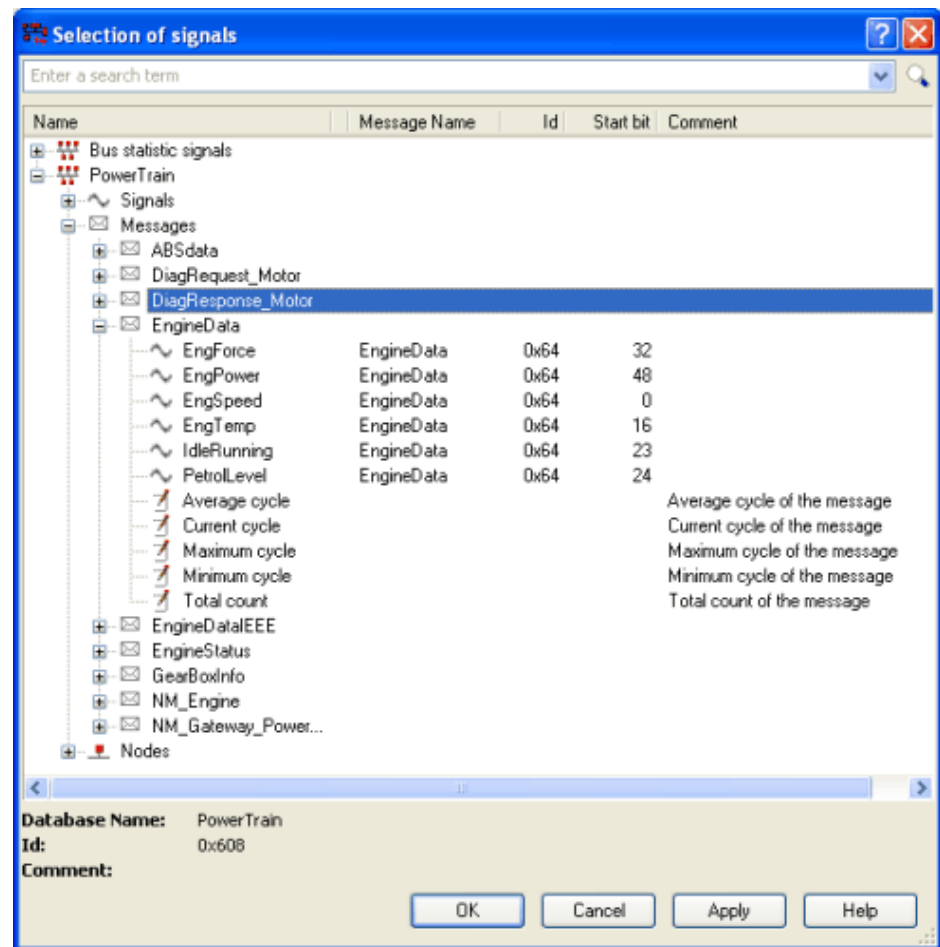 Selection of signals
Enter a search term
Name Message Name Id Start bit Comment
Bus statistic signals
PowerTrain
Signals
Messages
ABSdata
DiagRequest_Motor
DiagResponse_Motor
EngineData
EngForce EngineData 0x64 32
EngPower EngineData 0x64 48
EngSpeed EngineData 0x64 0
EngTemp EngineData 0x64 16
IdleRunning EngineData 0x64 23
PetrolLevel EngineData 0x64 24
Average cycle Average cycle of the message
Current cycle Current cycle of the message
Maximum cycle Maximum cycle of the message
Minimum cycle Minimum cycle of the message
Total count Total count of the message
EngineDataIEEE
EngineStatus
GearBoxInfo
NM_Engine
NM_Gateway_Power...
Nodes
Database Name: PowerTrain
Id: 0x608
Comment:
OK Cancel Apply Help